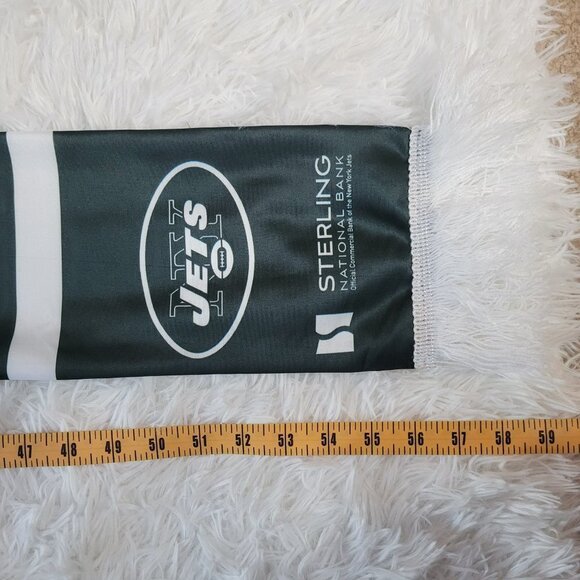 NY
JETS
STERLING
NATIONAL BANK
Official Commercial Bank of the New York Jets
47 48 49 50 51 52 53 54 55 56 57 58 59